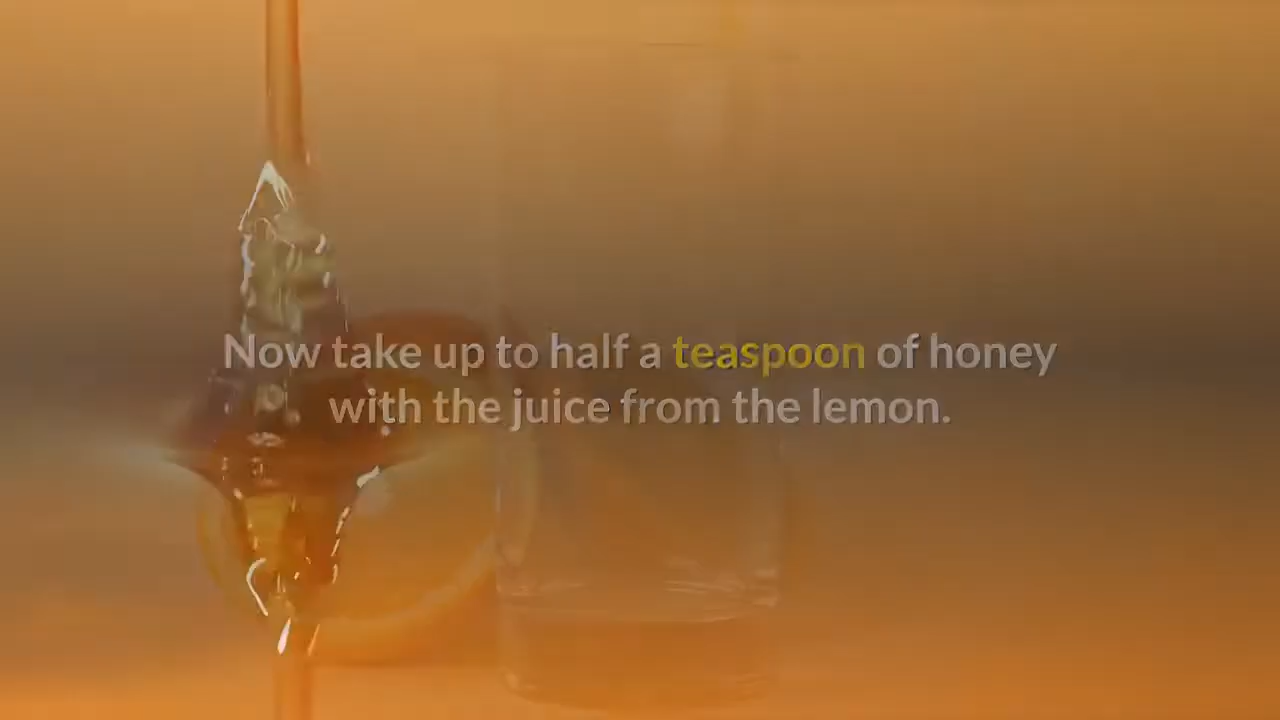 Now take up to half a teaspoon of honey
with the juice from the lemon.